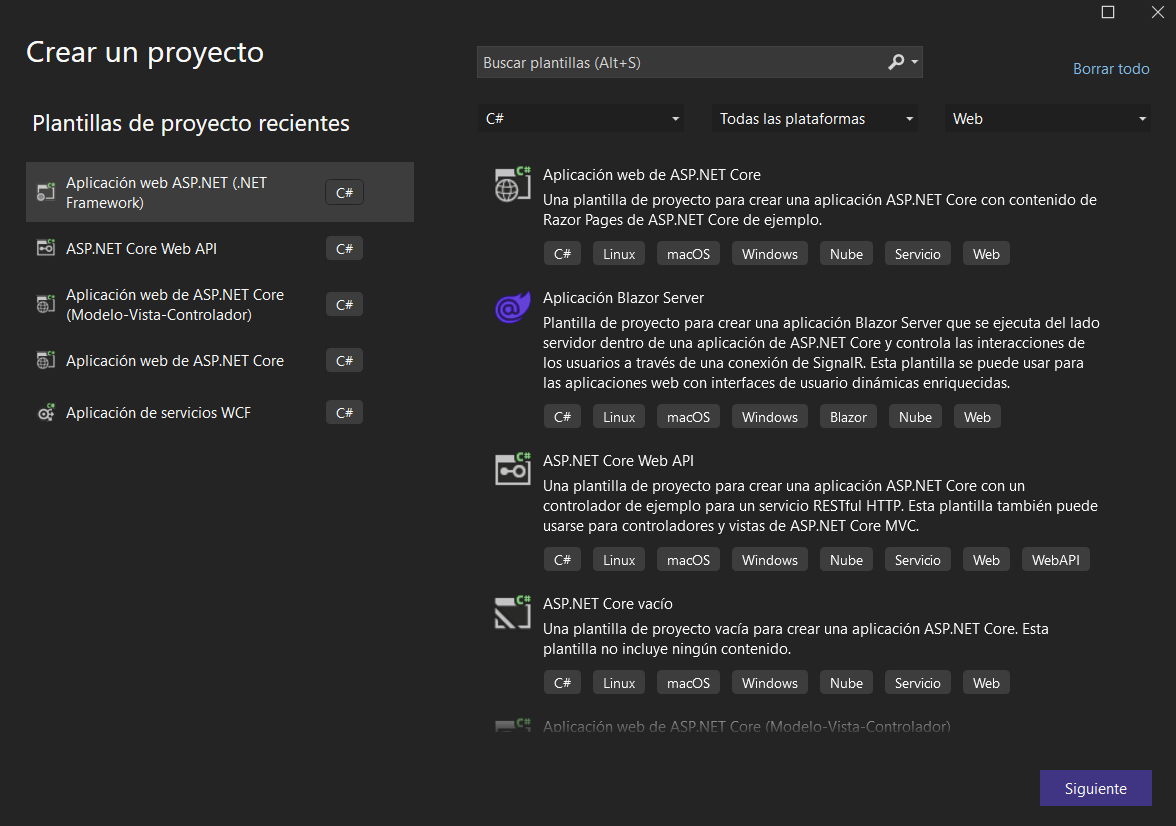 Crear un proyecto
Buscar plantillas (Alt+S)
Borrar todo
Plantillas de proyecto recientes
C#
Todas las plataformas
Web
Aplicación web ASP.NET (.NET
Framework)
C#
ASP.NET Core Web API
C#
Aplicación web de ASP.NET Core
(Modelo-Vista-Controlador)
C#
Aplicación web de ASP.NET Core
C#
Aplicación de servicios WCF
C#
Aplicación web de ASP.NET Core
Una plantilla de proyecto para crear una aplicación ASP.NET Core con contenido de
Razor Pages de ASP.NET Core de ejemplo.
C# Linux macOS Windows Nube Servicio Web
Aplicación Blazor Server
Plantilla de proyecto para crear una aplicación Blazor Server que se ejecuta del lado
servidor dentro de una aplicación de ASP.NET Core y controla las interacciones de
los usuarios a través de una conexión de SignalR. Esta plantilla se puede usar para
las aplicaciones web con interfaces de usuario dinámicas enriquecidas.
C# Linux macOS Windows Blazor Nube Web
ASP.NET Core Web API
Una plantilla de proyecto para crear una aplicación ASP.NET Core con un
controlador de ejemplo para un servicio RESTful HTTP. Esta plantilla también puede
usarse para controladores y vistas de ASP.NET Core MVC.
C# Linux macOS Windows Nube Servicio Web WebAPI
ASP.NET Core vacío
Una plantilla de proyecto vacía para crear una aplicación ASP.NET Core. Esta
plantilla no incluye ningún contenido.
C# Linux macOS Windows Nube Servicio Web
Aplicación web de ASP.NET Core (Modelo-Vista-Controlador)
Siguiente